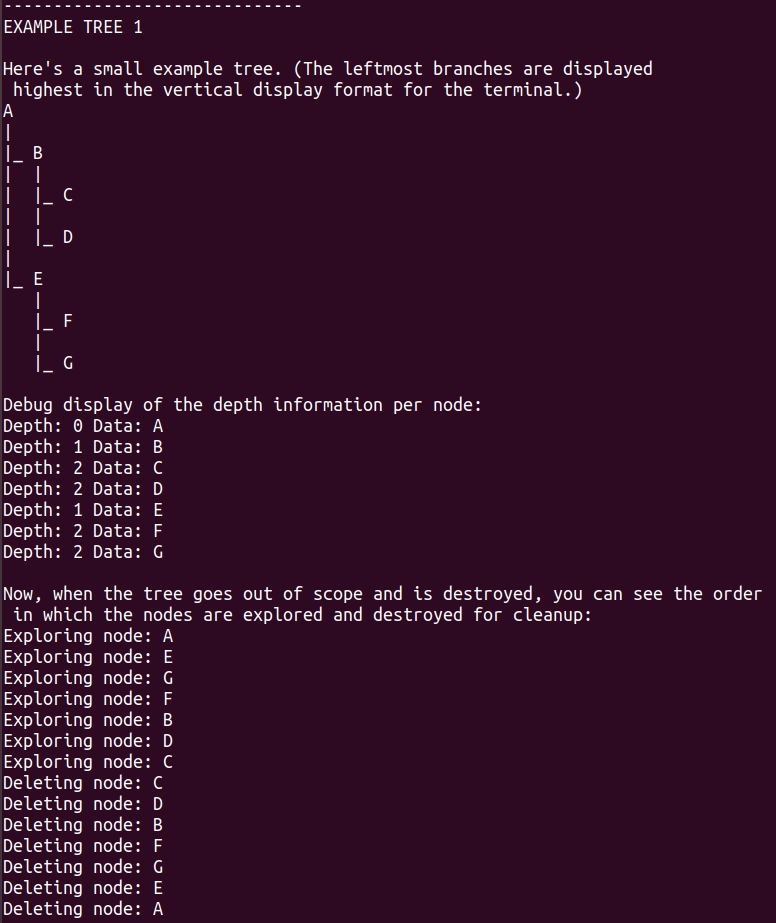 ------------------------------
EXAMPLE TREE 1

Here's a small example tree. (The leftmost branches are displayed
 highest in the vertical display format for the terminal.)
A
|
|_ B
|  |
|  |_ C
|  |
|  |_ D
|
|_ E
   |
   |_ F
   |
   |_ G

Debug display of the depth information per node:
Depth: 0 Data: A
Depth: 1 Data: B
Depth: 2 Data: C
Depth: 2 Data: D
Depth: 1 Data: E
Depth: 2 Data: F
Depth: 2 Data: G

Now, when the tree goes out of scope and is destroyed, you can see the order
 in which the nodes are explored and destroyed for cleanup:
Exploring node: A
Exploring node: E
Exploring node: G
Exploring node: F
Exploring node: B
Exploring node: D
Exploring node: C
Deleting node: C
Deleting node: D
Deleting node: B
Deleting node: F
Deleting node: G
Deleting node: E
Deleting node: A